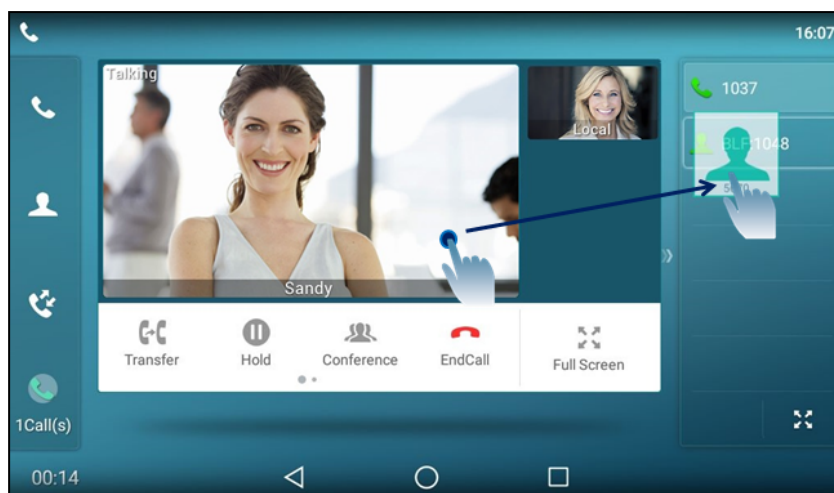 16:07
Talking
Local
1037
BLF:1048
Sandy
Transfer
Hold
Conference
EndCall
Full Screen
1Call(s)
00:14